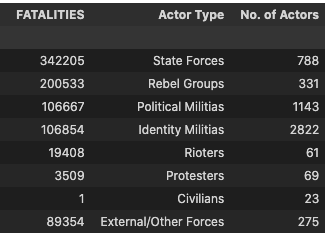 FATALITIES Actor Type No. of Actors
342205 State Forces 788
200533 Rebel Groups 331
106667 Political Militias 1143
106854 Identity Militias 2822
19408 Rioters 61
3509 Protesters 69
1 Civilians 23
89354 External/Other Forces 275